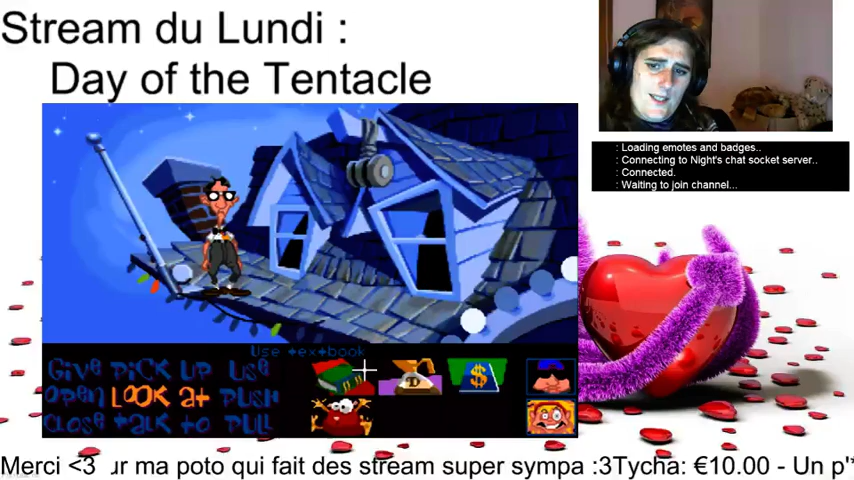 Stream du Lundi :
Day of the Tentacle
: Loading emotes and badges..
: Connecting to Night's chat socket server..
: Connected.
: Waiting to join channel...
Use textbook
Give Pick up Use
Open Look at Push
Close Talk to Pull
D
$
Merci <3 ur ma poto qui fait des stream super sympa :3Tycha: €10.00 - Un p'